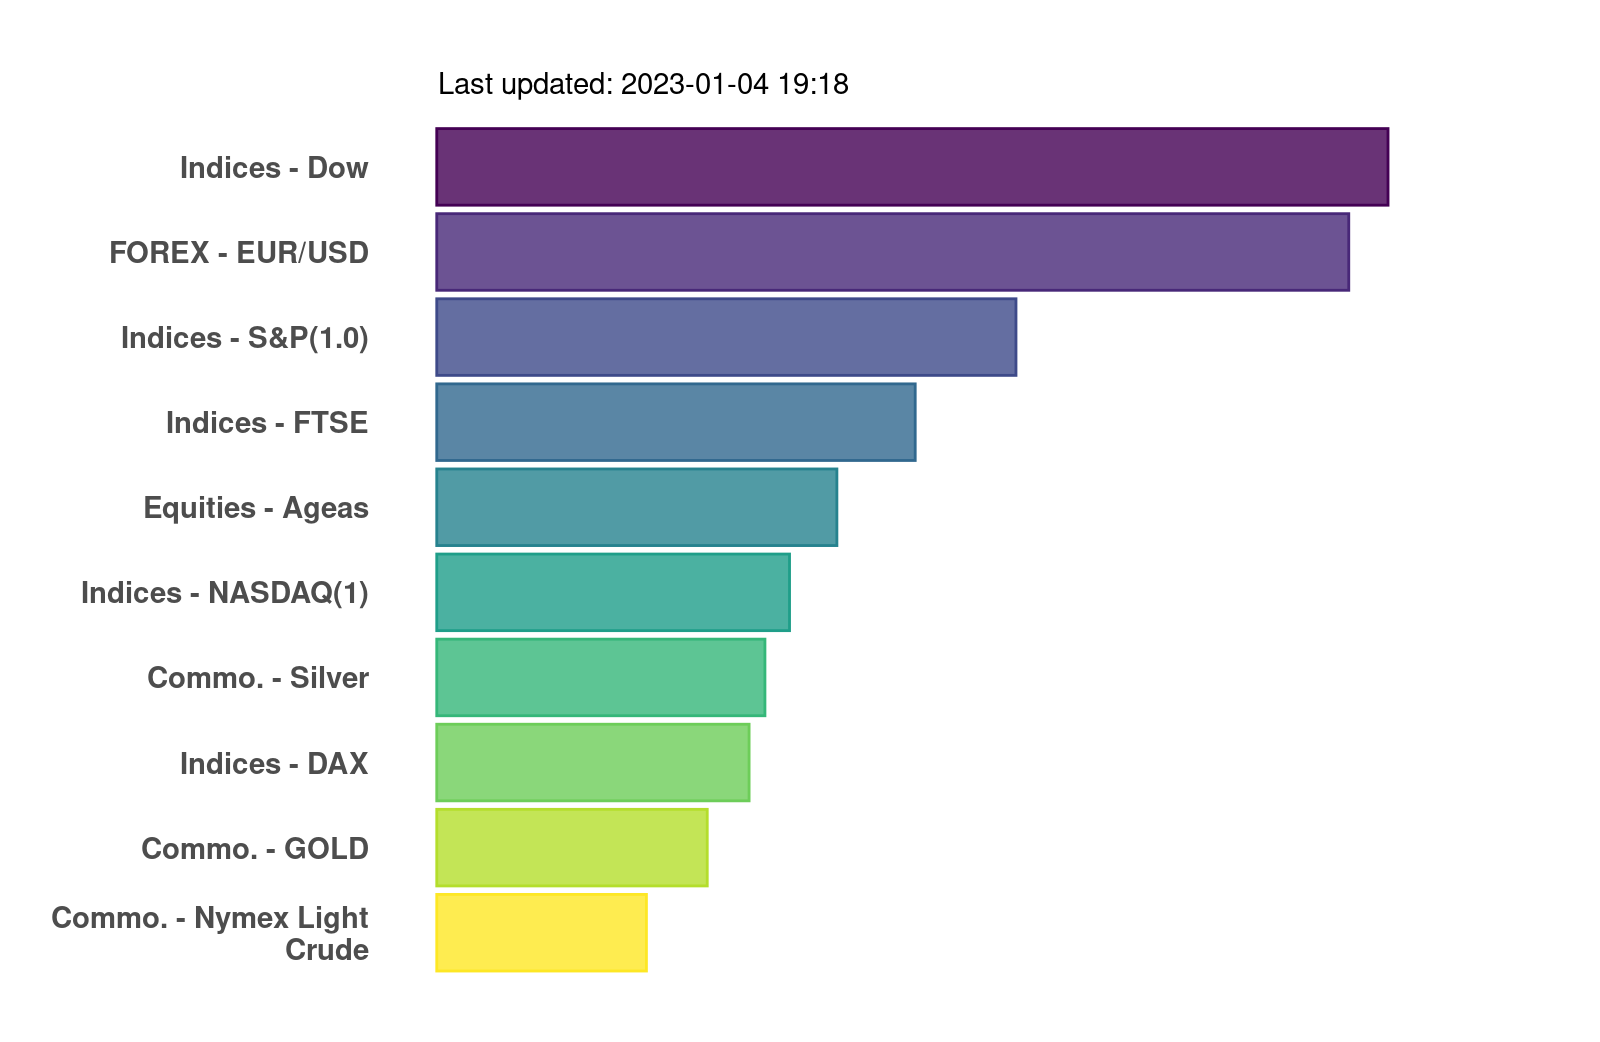 Last updated: 2023-01-04 19:18
Indices - Dow
FOREX - EUR/USD
Indices - S&P(1.0)
Indices - FTSE
Equities - Ageas
Indices - NASDAQ(1)
Commo. - Silver
Indices - DAX
Commo. - GOLD
Commo. - Nymex Light
Crude